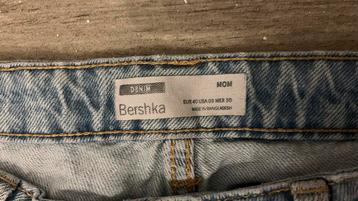 DENIM
MOM
Bershka
EUR 40 USA 08 MEX 30
MADE IN BANGLADESH